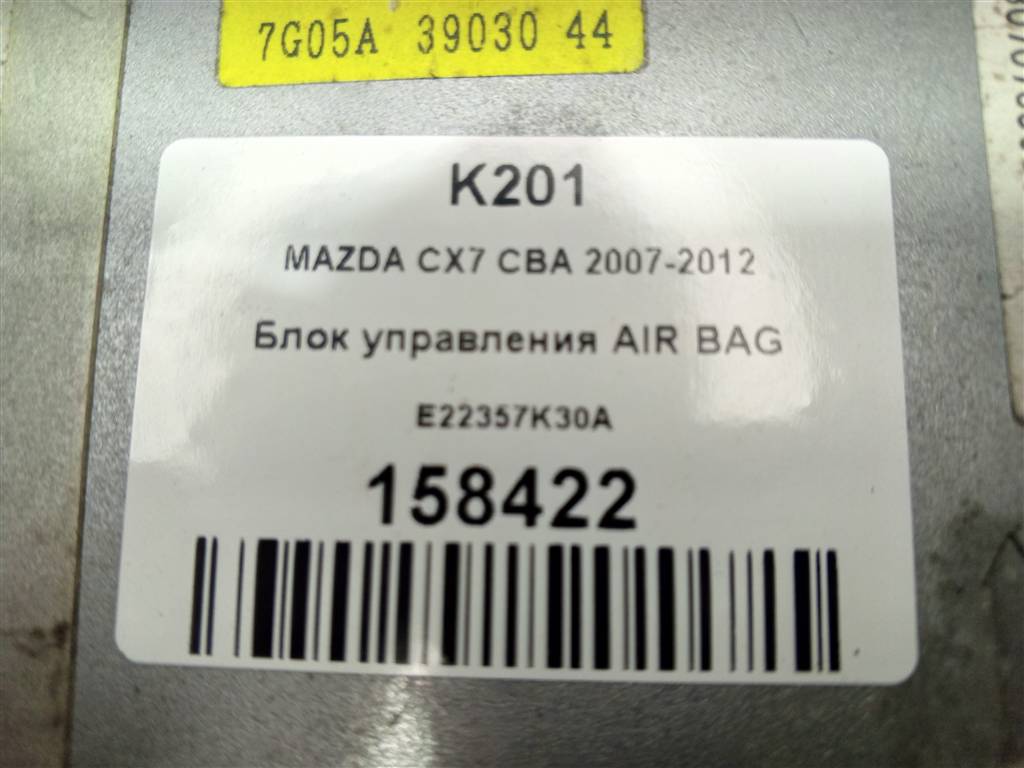 7G05A 39030 44
K201
MAZDA CX7 CBA 2007-2012
Блок управления AIR BAG
E22357K30A
158422